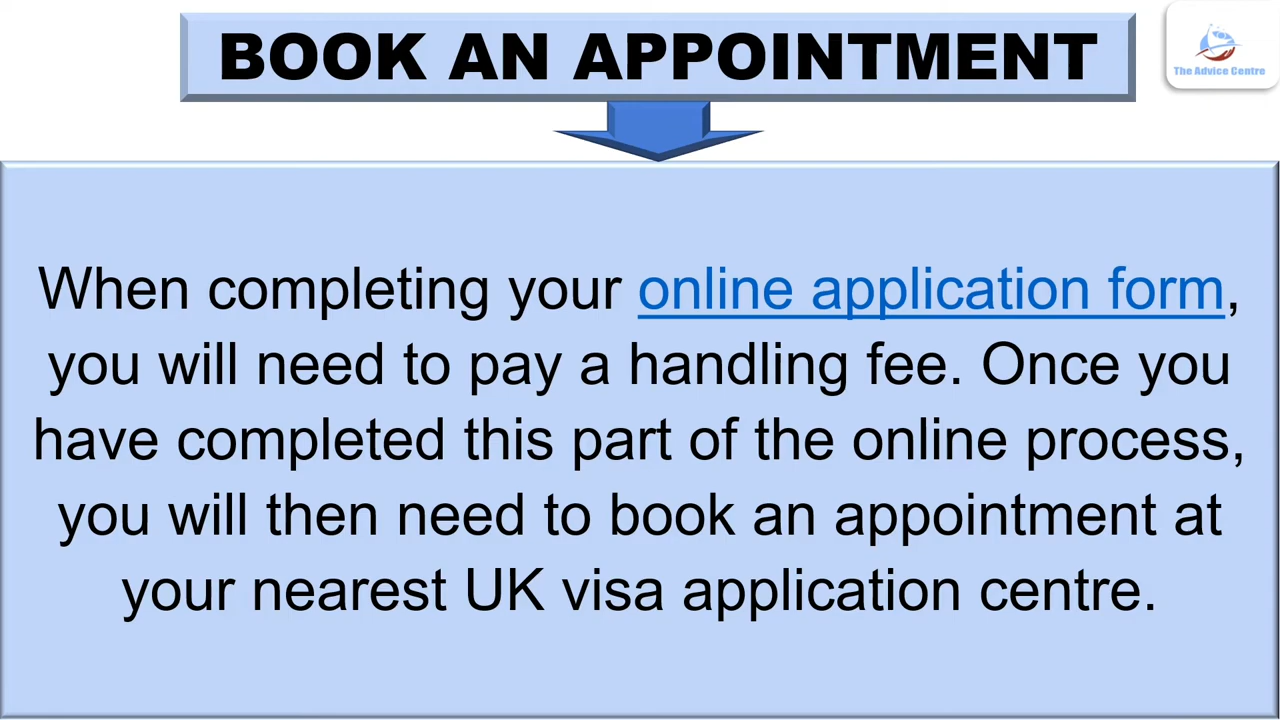 BOOK AN APPOINTMENT
The Advice Centre
When completing your online application form,
you will need to pay a handling fee. Once you
have completed this part of the online process,
you will then need to book an appointment at
your nearest UK visa application centre.